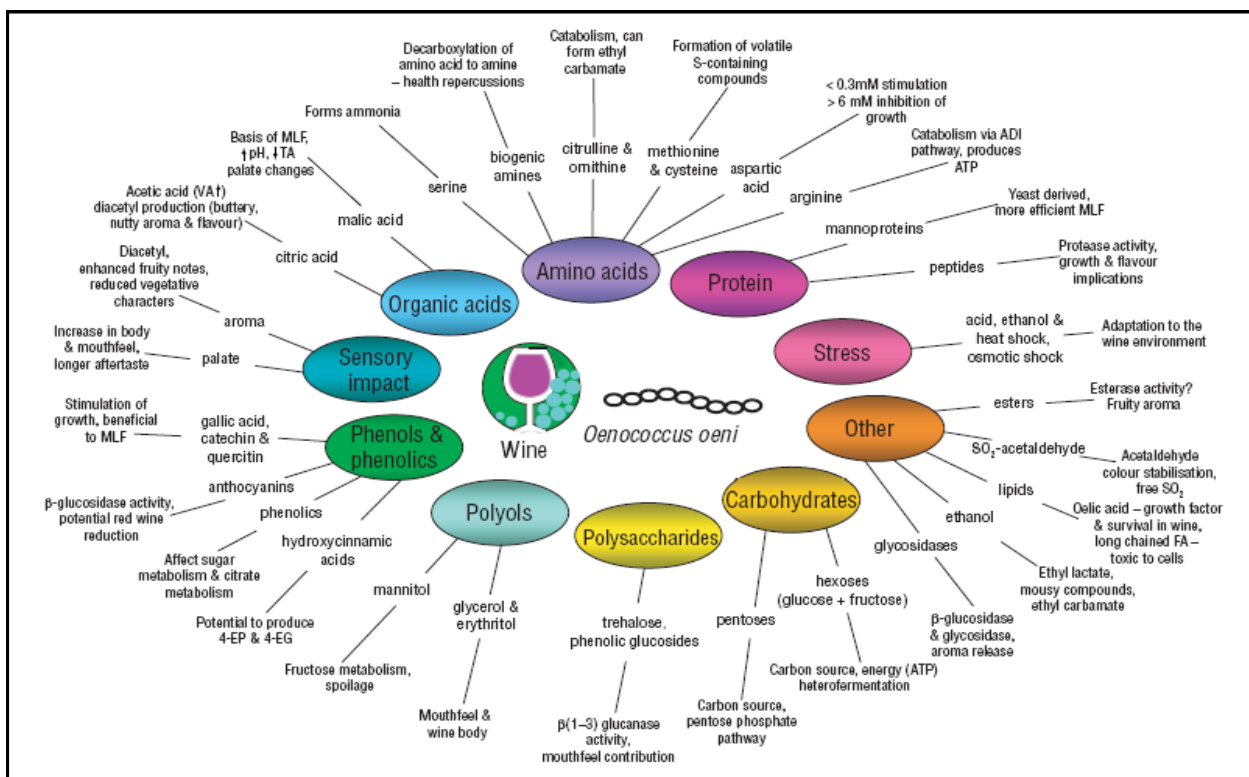 Decarboxylation of
amino acid to amine
– health repercussions
Catabolism, can
form ethyl
carbamate
Formation of volatile
S-containing
compounds
< 0.3mM stimulation
> 6 mM inhibition of
growth
Forms ammonia
Basis of MLF,
↑pH, ↓TA
palate changes
biogenic
amines
citrulline &
ornithine
methionine
& cysteine
aspartic
acid
Catabolism via ADI
pathway, produces
ATP
serine
arginine
Acetic acid (VA↑)
diacetyl production (buttery,
nutty aroma & flavour)
malic acid
mannoproteins
Yeast derived,
more efficient MLF
citric acid
Amino acids
Protein
peptides
Protease activity,
growth & flavour
implications
Diacetyl,
enhanced fruity notes,
reduced vegetative
characters
Organic acids
aroma
Increase in body
& mouthfeel,
longer aftertaste
palate
Sensory
impact
Stress
acid, ethanol &
heat shock,
osmotic shock
Adaptation to the
wine environment
Wine
Oenococcus oeni
Stimulation of
growth, beneficial
to MLF
gallic acid,
catechin &
quercitin
Phenols &
phenolics
Other
esters
Esterase activity?
Fruity aroma
SO₂-acetaldehyde
Acetaldehyde
colour stabilisation,
free SO₂
anthocyanins
β-glucosidase activity,
potential red wine
reduction
phenolics
Polyols
Polysaccharides
Carbohydrates
lipids
Oelic acid – growth factor
& survival in wine,
long chained FA –
toxic to cells
ethanol
glycosidases
Affect sugar
metabolism & citrate
metabolism
hydroxycinnamic
acids
Ethyl lactate,
mousy compounds,
ethyl carbamate
mannitol
glycerol &
erythritol
trehalose,
phenolic glucosides
pentoses
hexoses
(glucose + fructose)
β-glucosidase
& glycosidase,
aroma release
Potential to produce
4-EP & 4-EG
Fructose metabolism,
spoilage
Mouthfeel &
wine body
β(1–3) glucanase
activity,
mouthfeel contribution
Carbon source,
pentose phosphate
pathway
Carbon source, energy (ATP)
heterofermentation